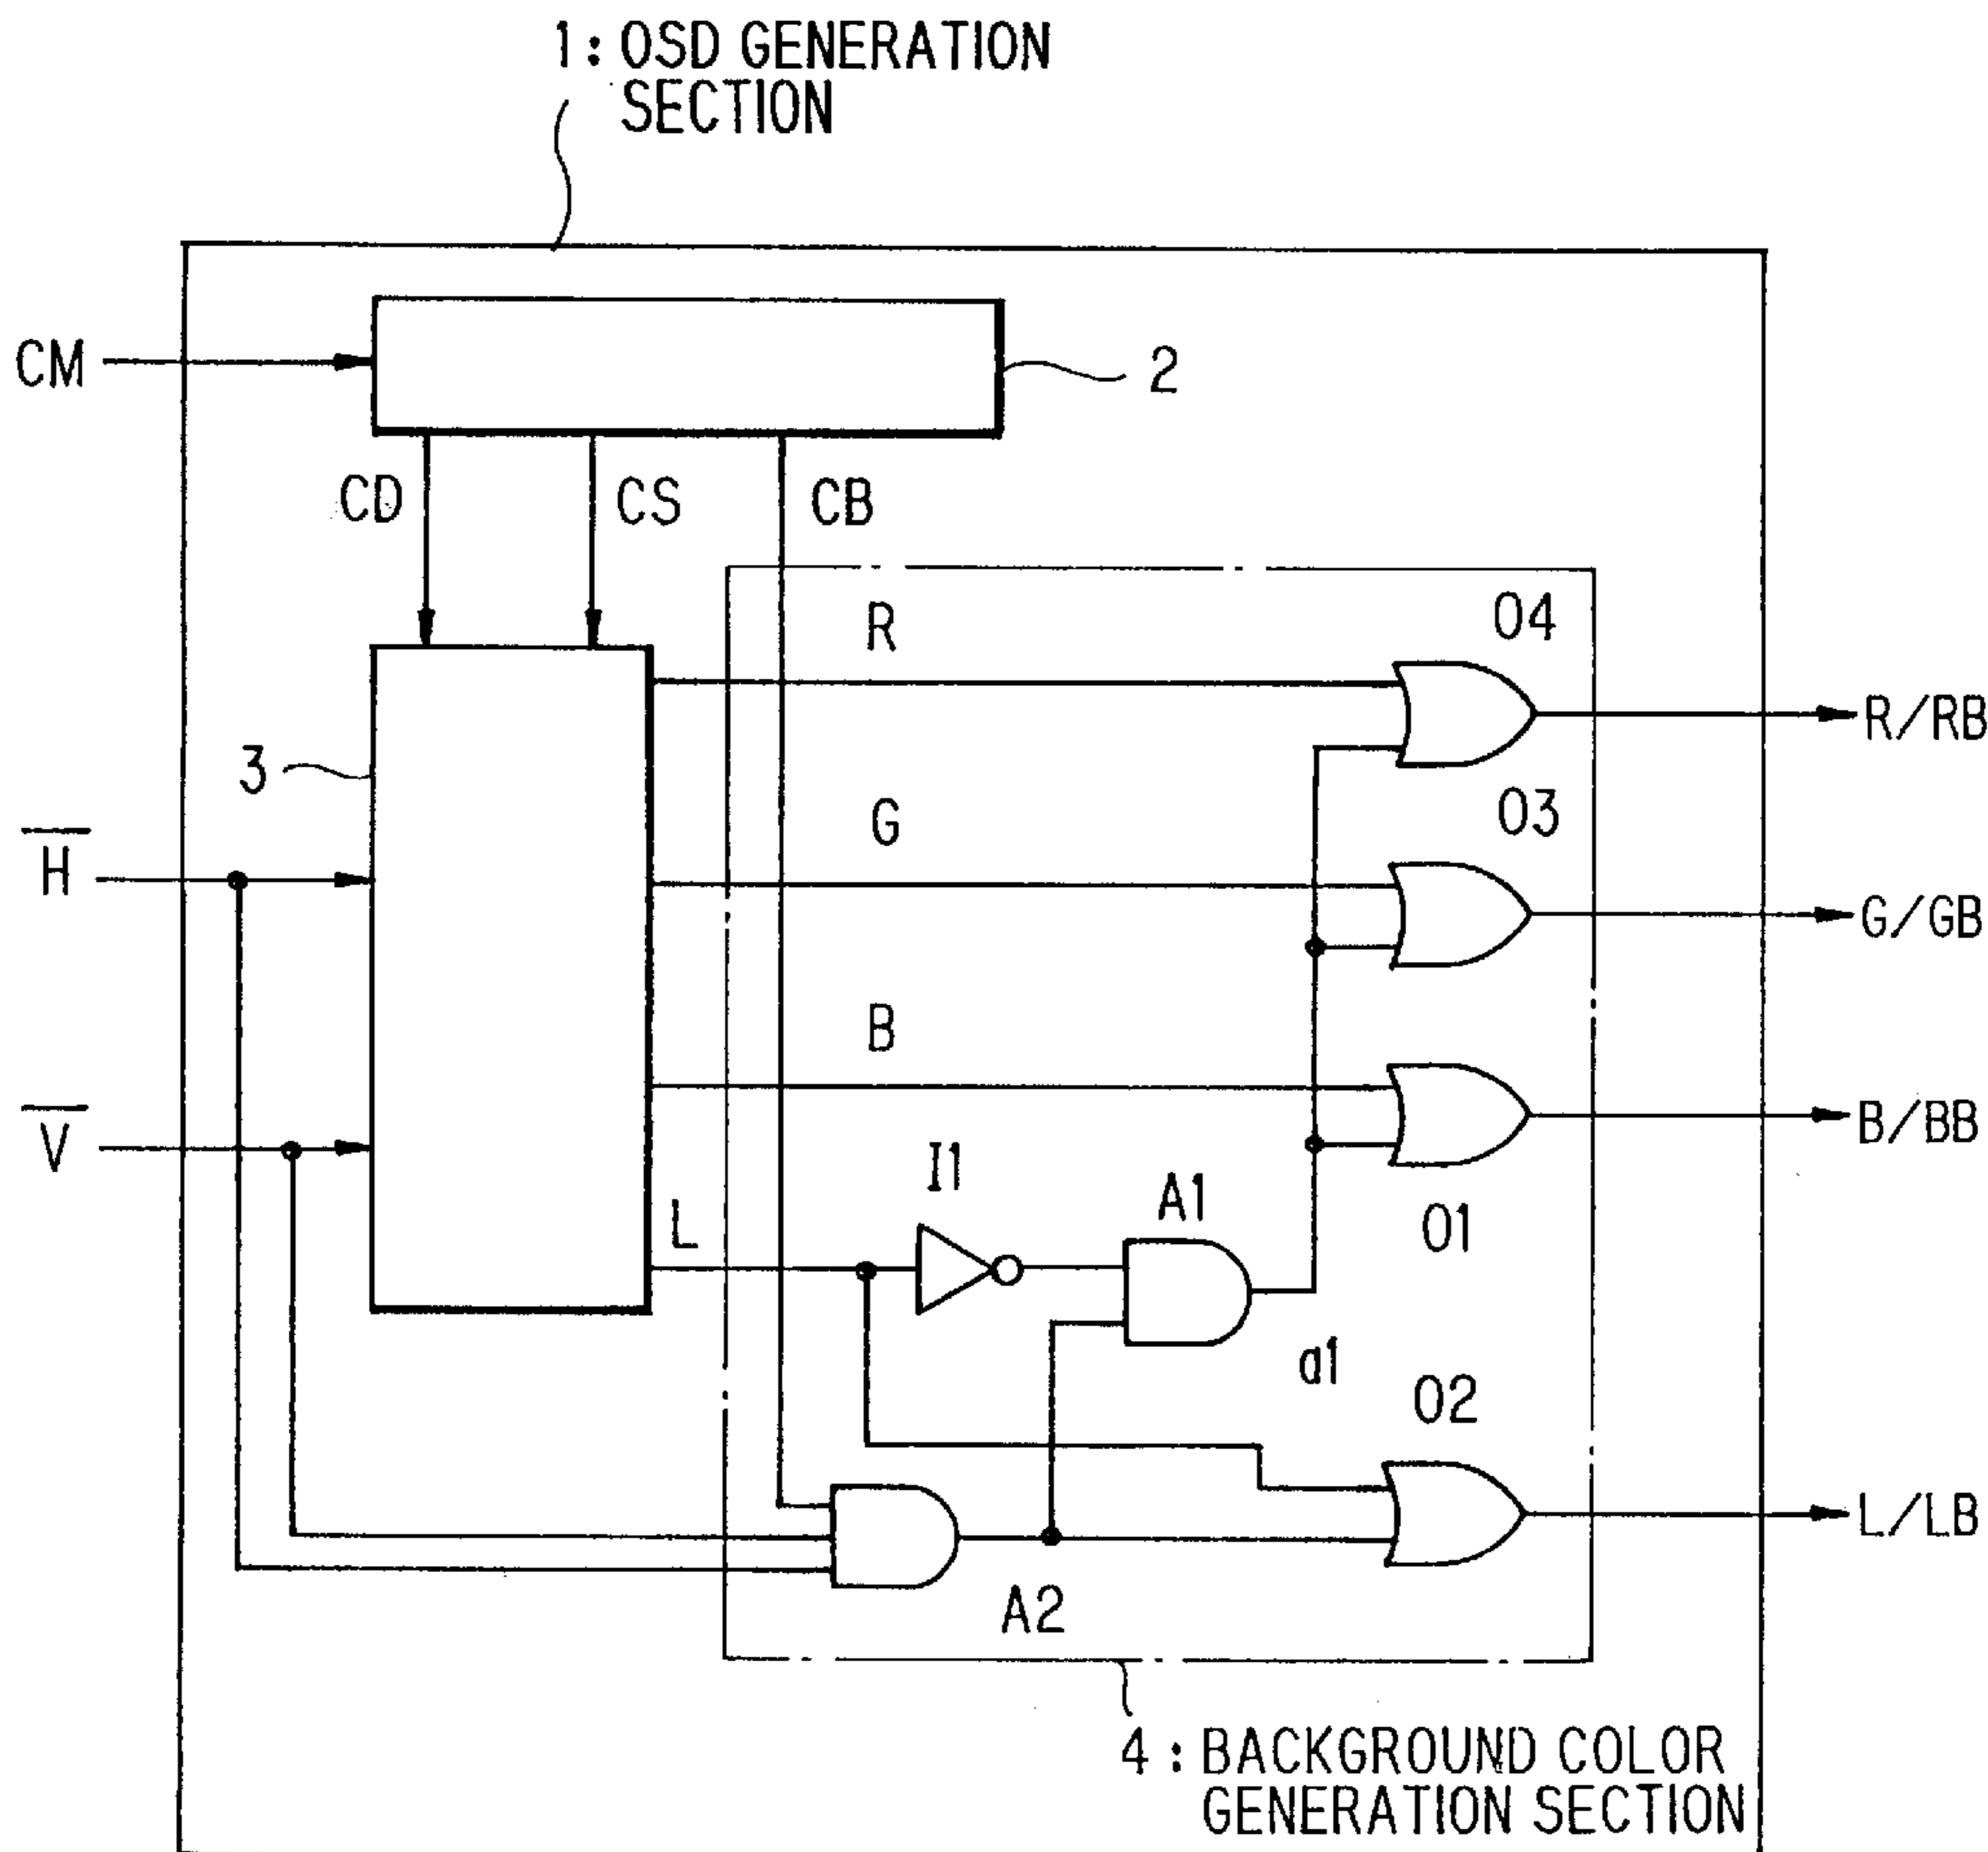 1: OSD GENERATION
SECTION
CM
2
CD
CS
CB
R
O4
R/RB
3
G
O3
G/GB
H
B
B/BB
V
I1
A1
L
O1
a1
O2
L/LB
A2
4: BACKGROUND COLOR
GENERATION SECTION